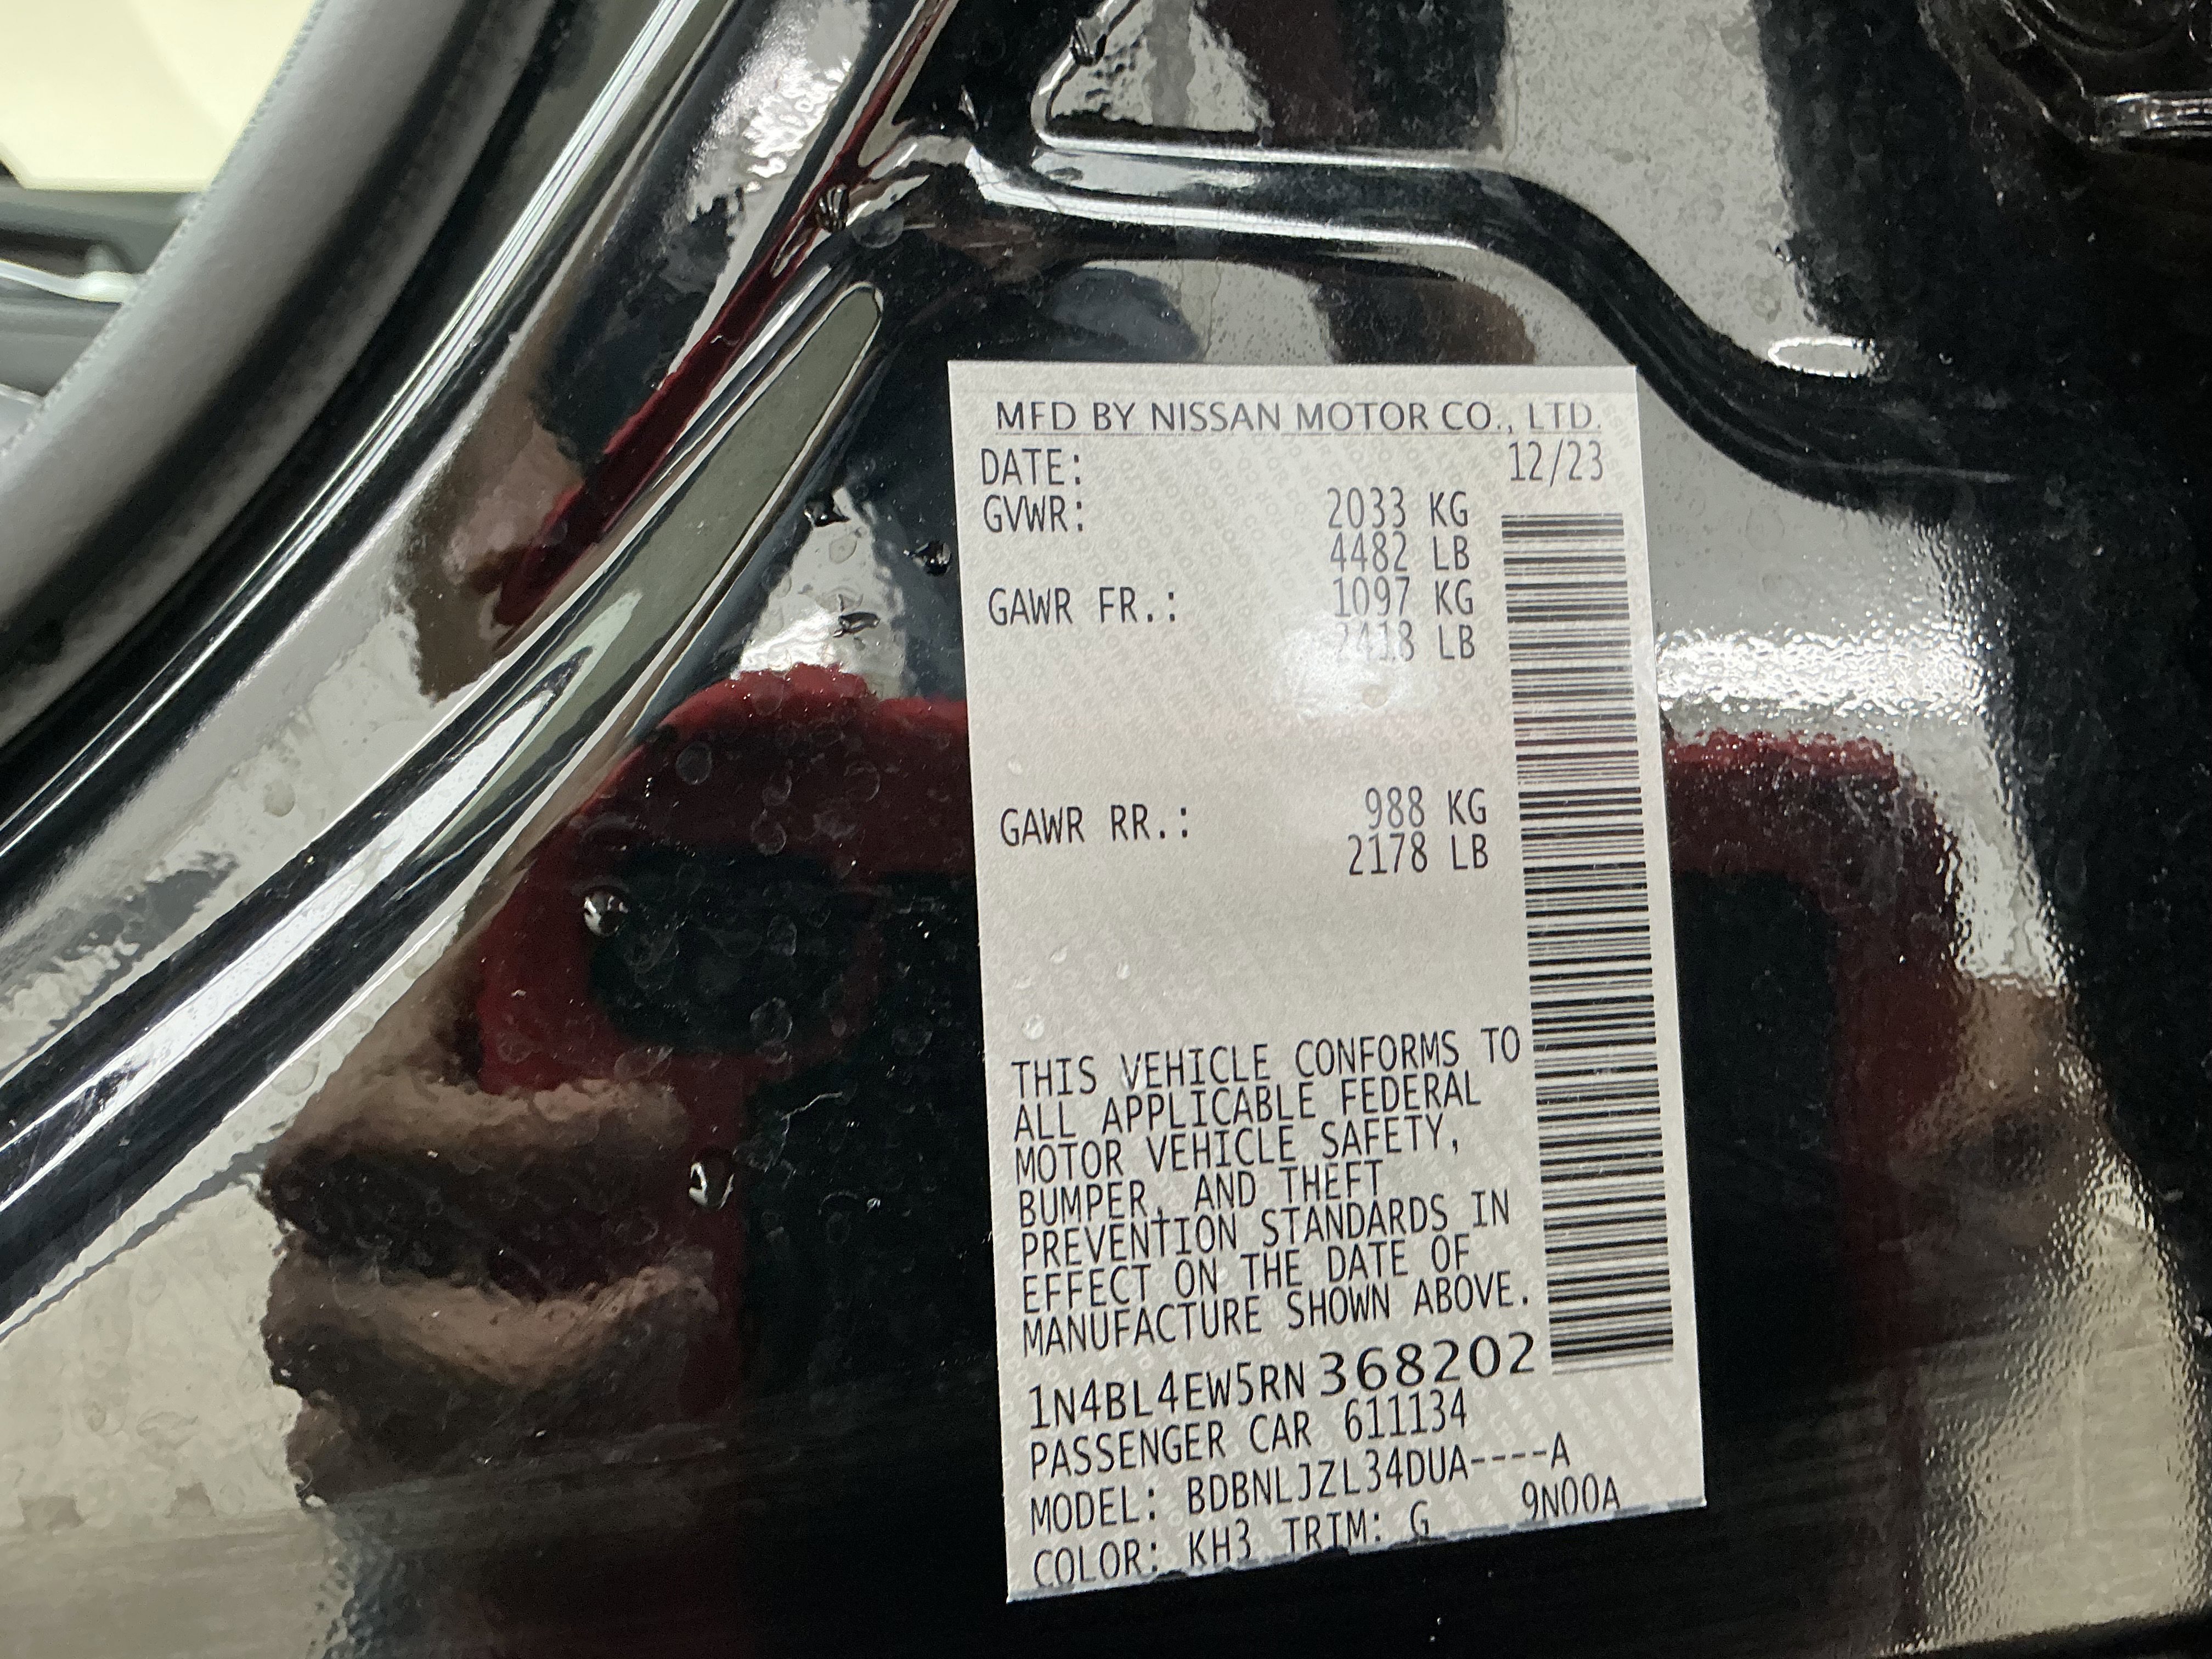 MFD BY NISSAN MOTOR CO., LTD.
DATE: 12/23
GVWR: 2033 KG
4482 LB
GAWR FR.: 1097 KG
2418 LB
GAWR RR.: 988 KG
2178 LB
THIS VEHICLE CONFORMS TO
ALL APPLICABLE FEDERAL
MOTOR VEHICLE SAFETY,
BUMPER, AND THEFT
PREVENTION STANDARDS IN
EFFECT ON THE DATE OF
MANUFACTURE SHOWN ABOVE.
1N4BL4EW5RN368202
PASSENGER CAR 611134
MODEL: BDBNLJZL34DUA----A
COLOR: KH3 TRIM: G 9N00A